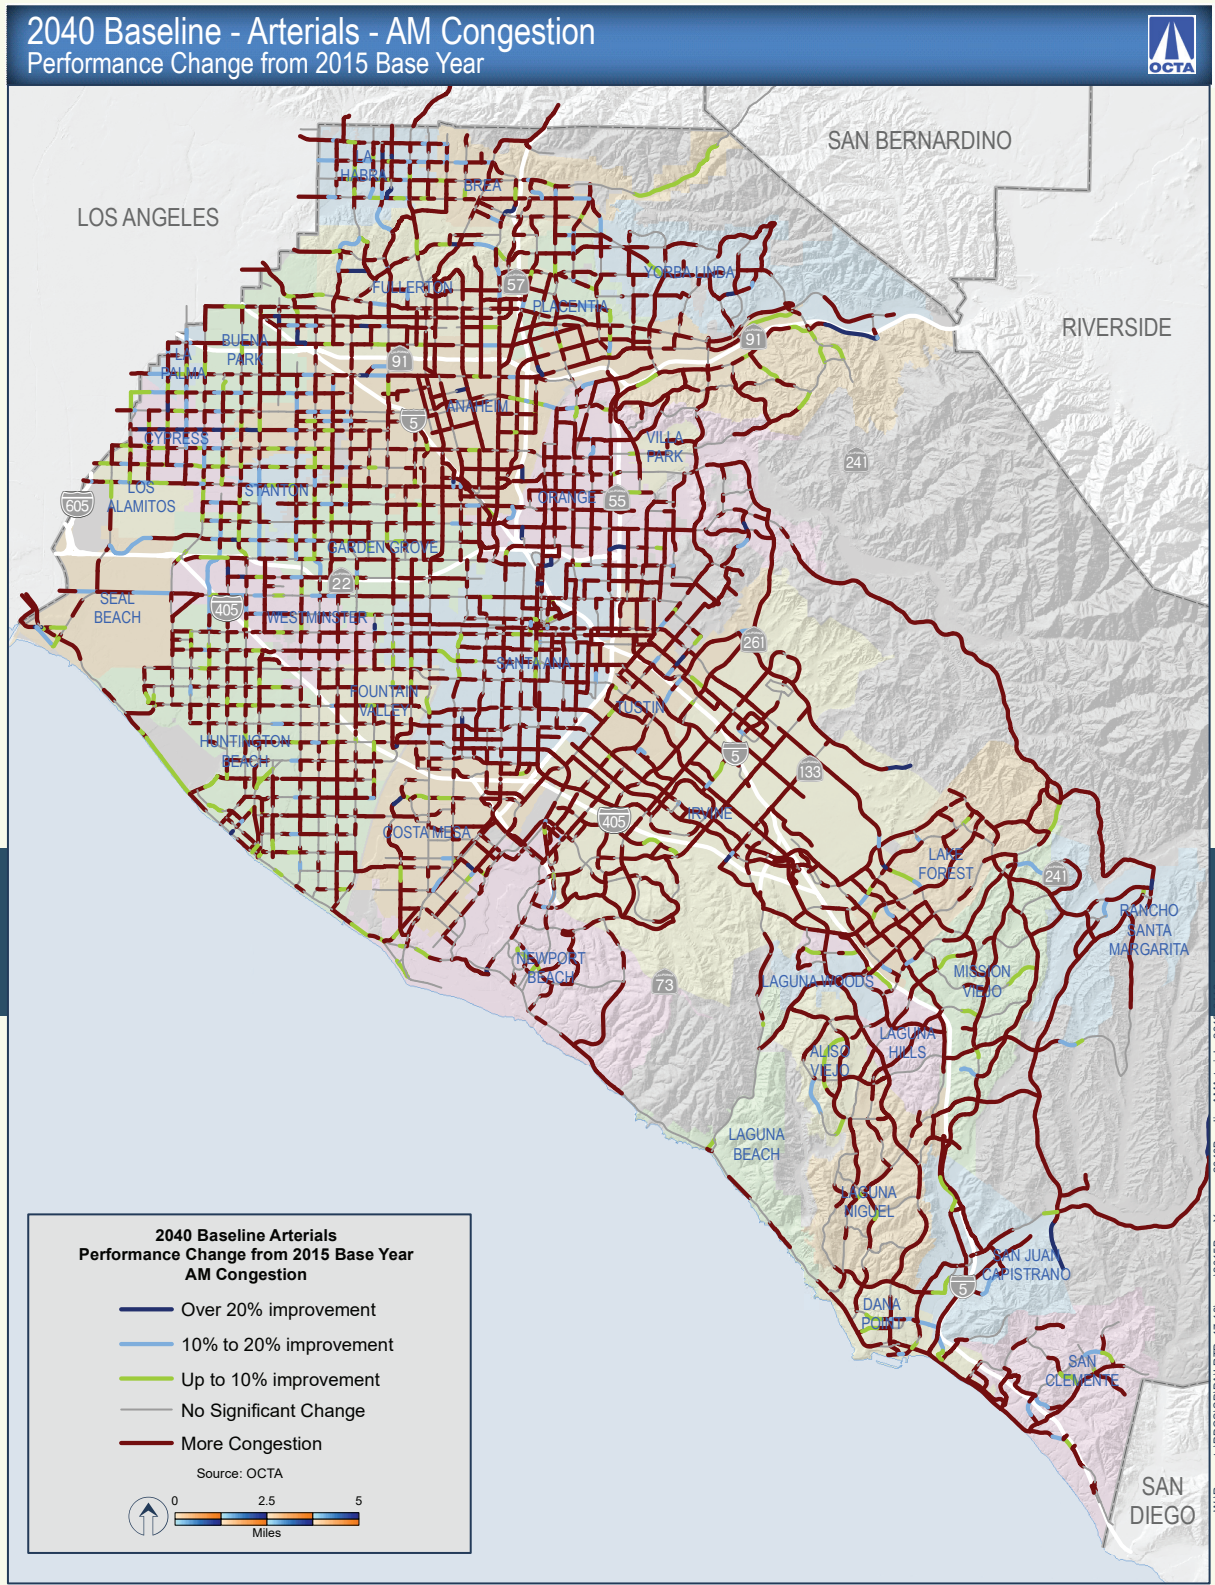 2040 Baseline - Arterials - AM Congestion
Performance Change from 2015 Base Year
OCTA
SAN BERNARDINO
LOS ANGELES
RIVERSIDE
LA
HABRA
BREA
YORBA LINDA
FULLERTON
57
PLACENTIA
BUENA
PARK
91
91
LA
PALMA
ANAHEIM
5
CYPRESS
VILLA
PARK
241
LOS
ALAMITOS
STANTON
ORANGE
55
605
GARDEN GROVE
22
SEAL
BEACH
405
WESTMINSTER
261
SANTA ANA
FOUNTAIN
VALLEY
TUSTIN
HUNTINGTON
BEACH
5
133
COSTA MESA
405
IRVINE
LAKE
FOREST
241
RANCHO
SANTA
MARGARITA
NEWPORT
BEACH
73
LAGUNA WOODS
MISSION
VIEJO
ALISO
VIEJO
LAGUNA
HILLS
LAGUNA
BEACH
LAGUNA
NIGUEL
SAN JUAN
CAPISTRANO
5
DANA
POINT
SAN
CLEMENTE
SAN
DIEGO
2040 Baseline Arterials
Performance Change from 2015 Base Year
AM Congestion
Over 20% improvement
10% to 20% improvement
Up to 10% improvement
No Significant Change
More Congestion
Source: OCTA
0 2.5 5
Miles